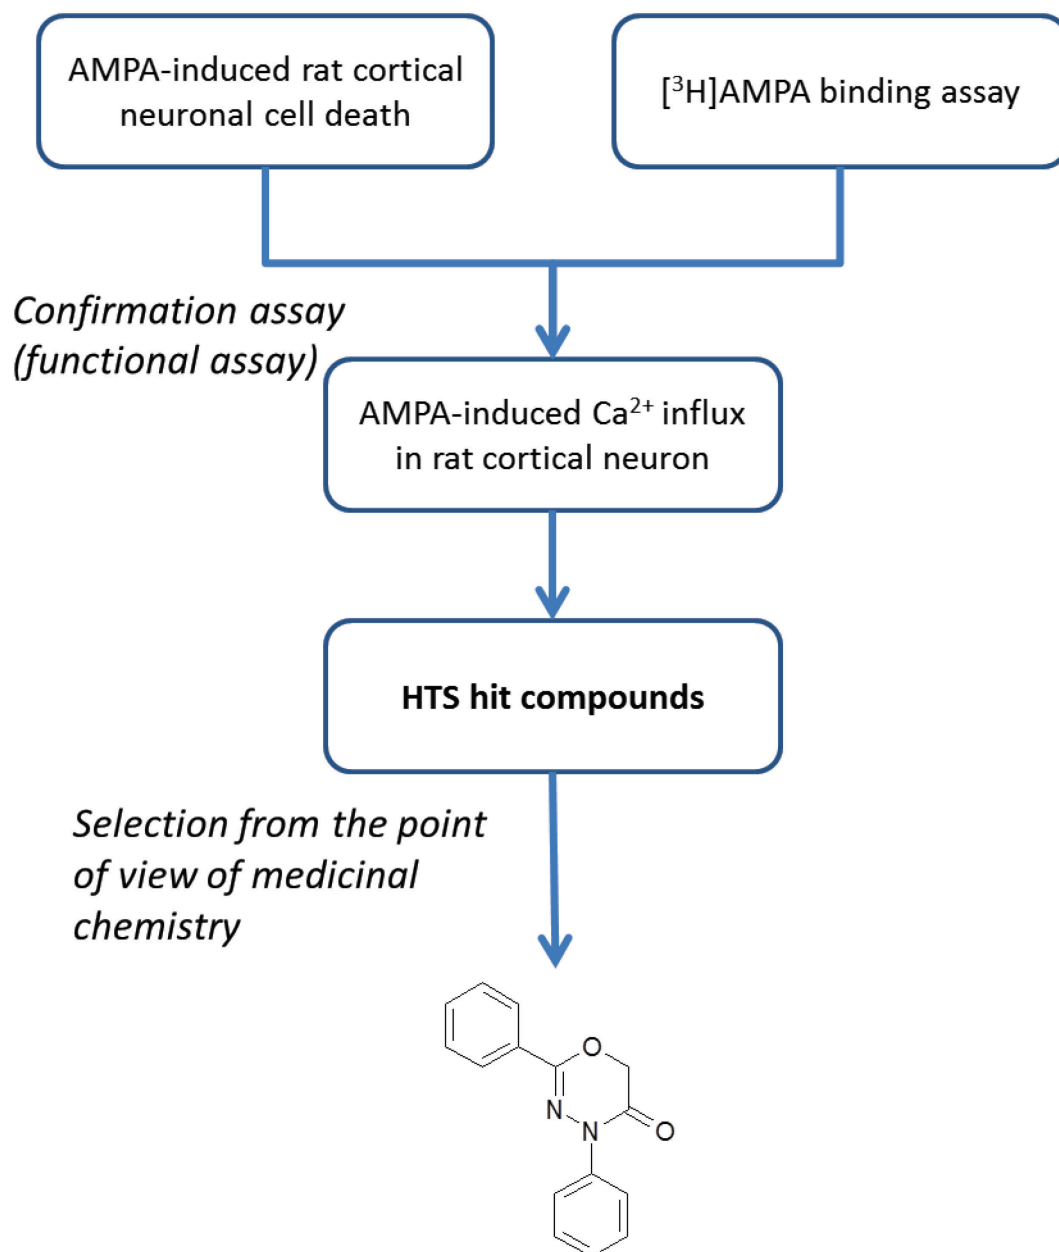 AMPA-induced rat cortical
neuronal cell death
[³H]AMPA binding assay
Confirmation assay
(functional assay)
AMPA-induced Ca²⁺ influx
in rat cortical neuron
HTS hit compounds
Selection from the point
of view of medicinal
chemistry
O
N
N
O